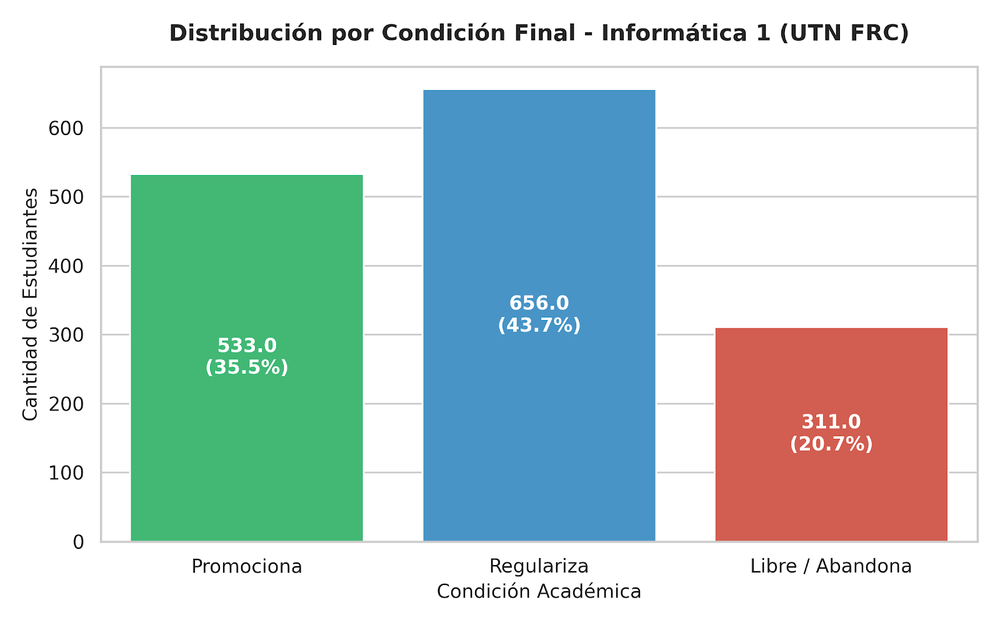 Distribución por Condición Final - Informática 1 (UTN FRC)
Cantidad de Estudiantes
600
500
400
300
200
100
0
533.0
(35.5%)
656.0
(43.7%)
311.0
(20.7%)
Promociona
Regulariza
Libre / Abandona
Condición Académica